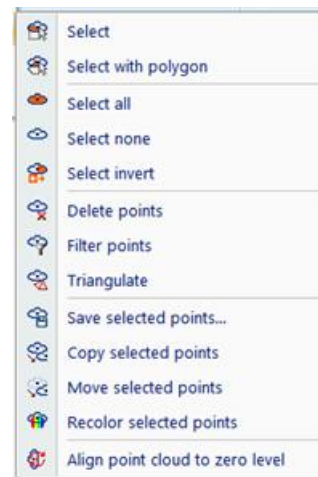 Select
Select with polygon
Select all
Select none
Select invert
Delete points
Filter points
Triangulate
Save selected points...
Copy selected points
Move selected points
Recolor selected points
Align point cloud to zero level